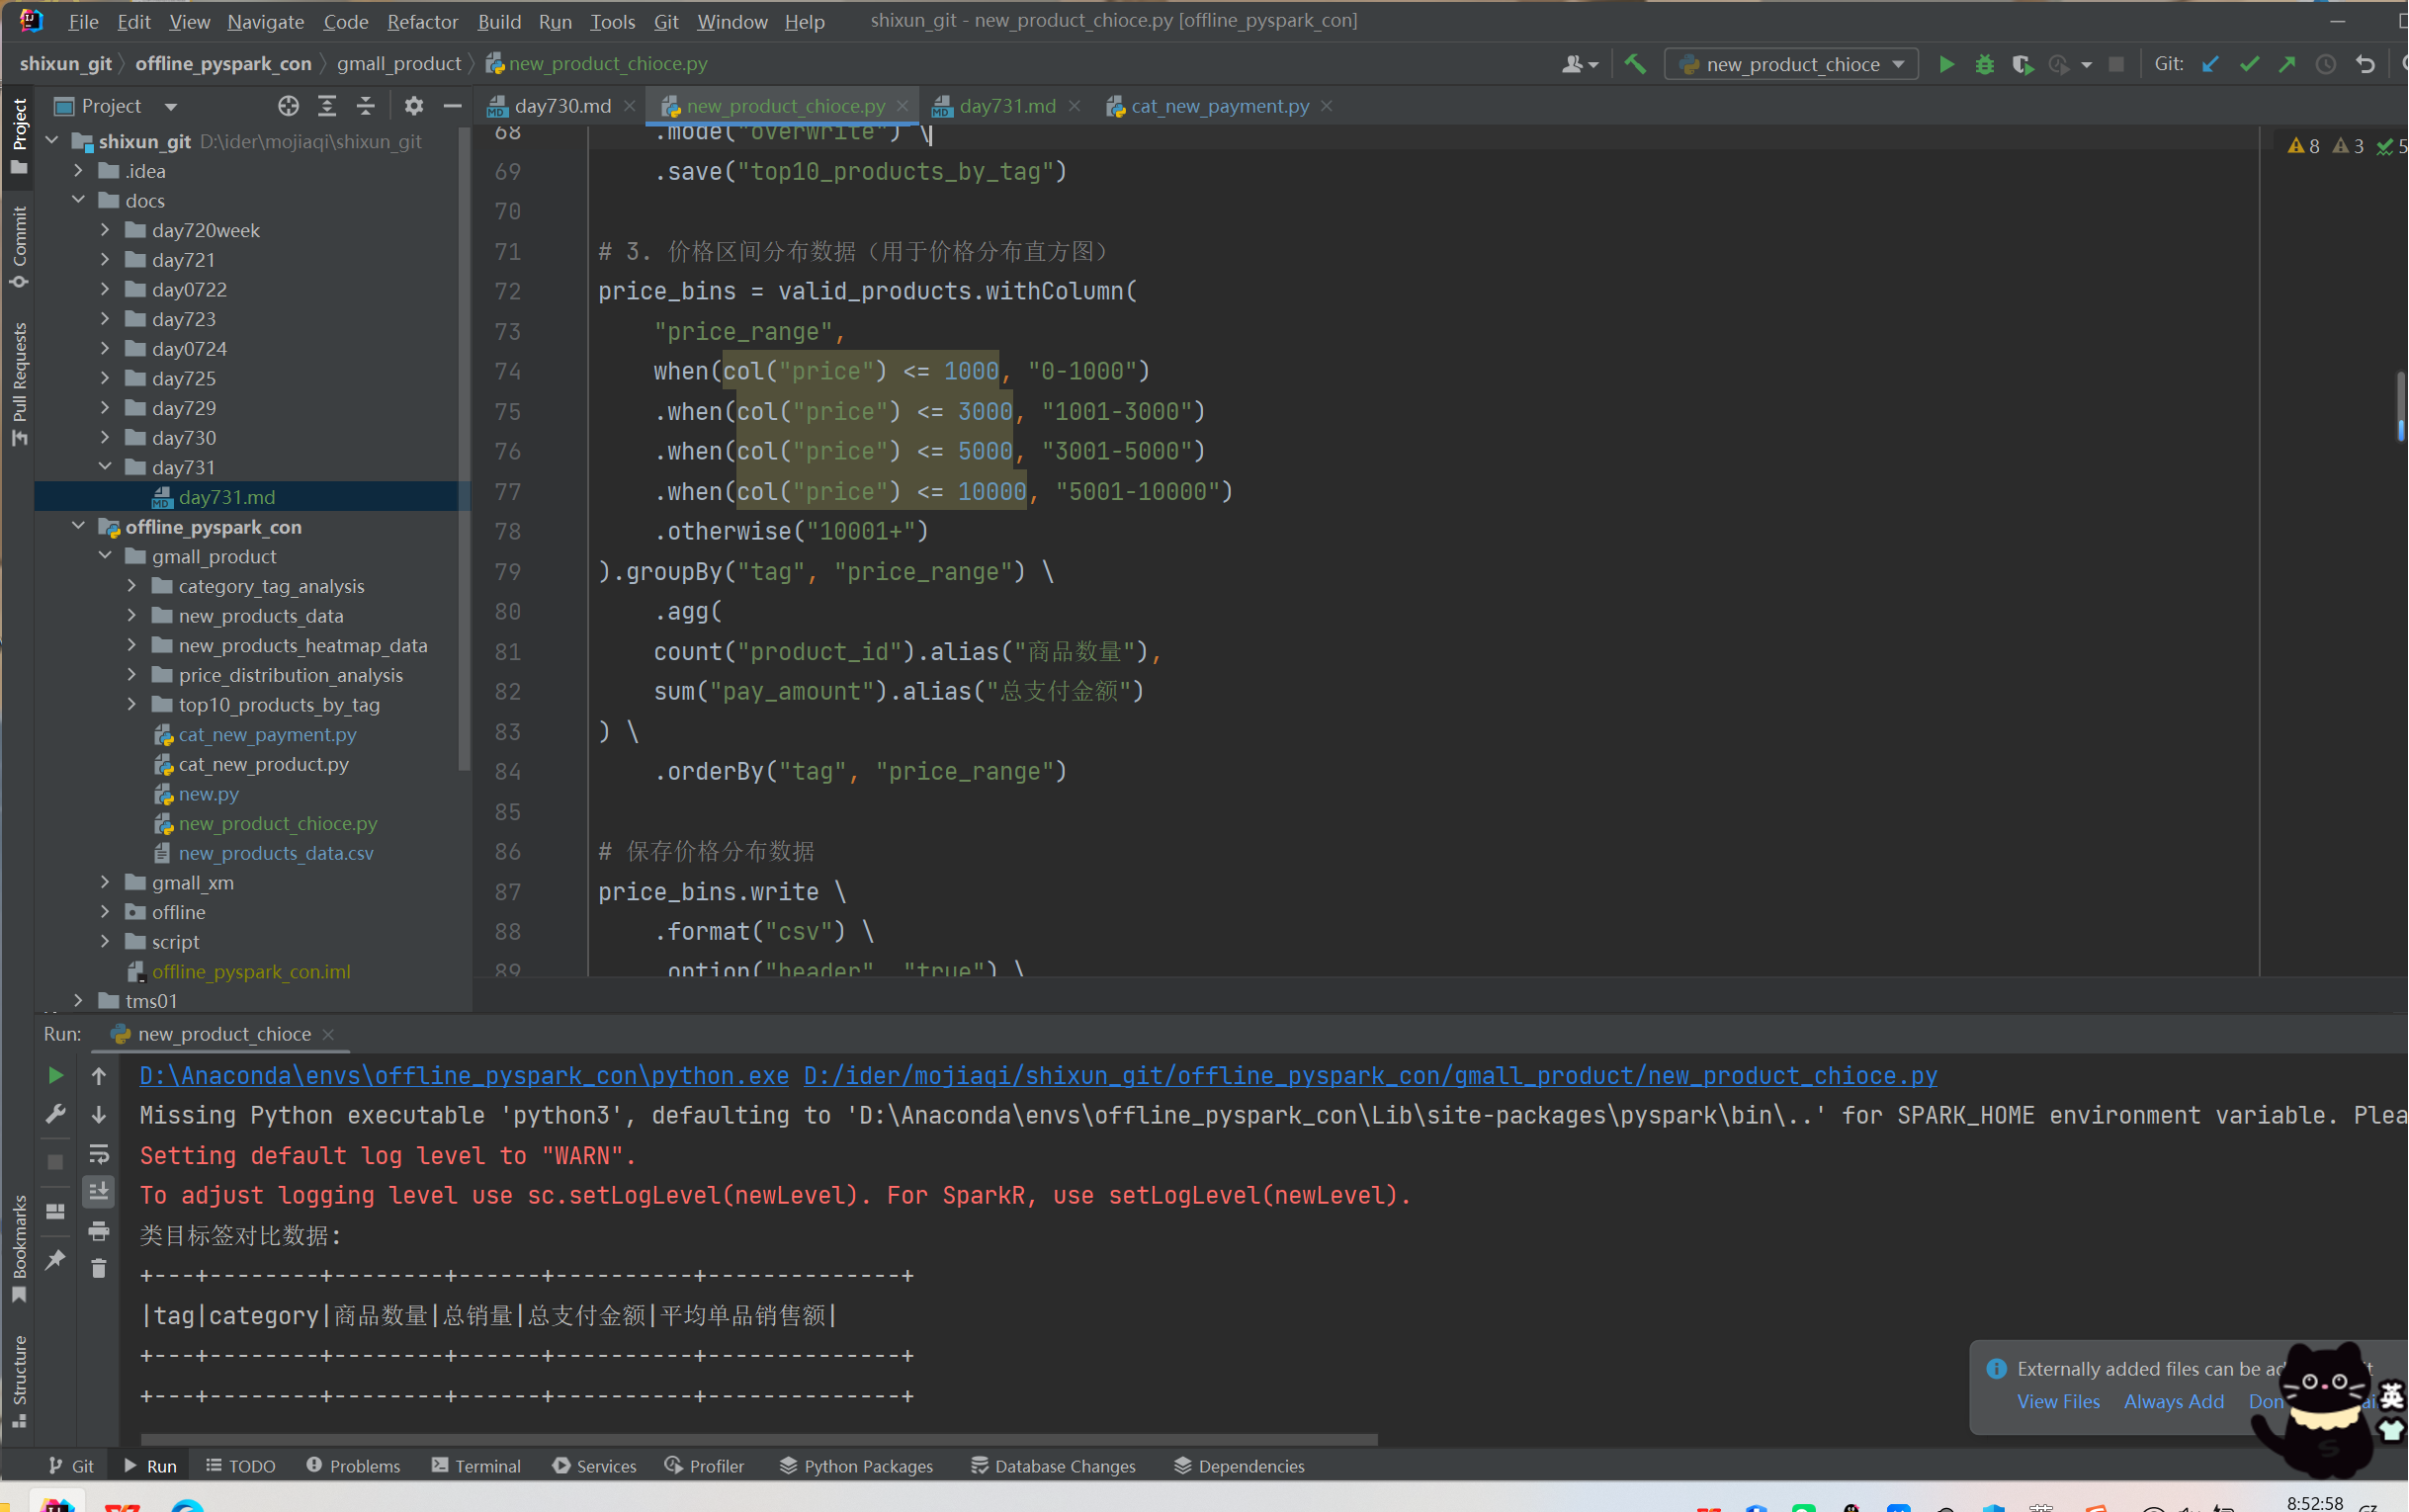 File Edit View Navigate Code Refactor Build Run Tools Git Window Help shixun_git - new_product_chioce.py [offline_pyspark_con]
shixun_git offline_pyspark_con gmall_product new_product_chioce.py new_product_chioce Git:
Project day730.md new_product_chioce.py day731.md cat_new_payment.py
Project
Commit
Pull Requests
shixun_git D:\ider\mojiaqi\shixun_git
.idea
docs
day720week
day721
day0722
day723
day0724
day725
day729
day730
day731
day731.md
offline_pyspark_con
gmall_product
category_tag_analysis
new_products_data
new_products_heatmap_data
price_distribution_analysis
top10_products_by_tag
cat_new_payment.py
cat_new_product.py
new.py
new_product_chioce.py
new_products_data.csv
gmall_xm
offline
script
offline_pyspark_con.iml
tms01
8 3 5
68 .mode("overwrite") \
69 .save("top10_products_by_tag")
70
71 # 3. 价格区间分布数据（用于价格分布直方图）
72 price_bins = valid_products.withColumn(
73 "price_range",
74 when(col("price") <= 1000, "0-1000")
75 .when(col("price") <= 3000, "1001-3000")
76 .when(col("price") <= 5000, "3001-5000")
77 .when(col("price") <= 10000, "5001-10000")
78 .otherwise("10001+")
79 ).groupBy("tag", "price_range") \
80 .agg(
81 count("product_id").alias("商品数量"),
82 sum("pay_amount").alias("总支付金额")
83 ) \
84 .orderBy("tag", "price_range")
85
86 # 保存价格分布数据
87 price_bins.write \
88 .format("csv") \
89 .option("header", "true") \
Run: new_product_chioce
D:\Anaconda\envs\offline_pyspark_con\python.exe D:/ider/mojiaqi/shixun_git/offline_pyspark_con/gmall_product/new_product_chioce.py
Missing Python executable 'python3', defaulting to 'D:\Anaconda\envs\offline_pyspark_con\Lib\site-packages\pyspark\bin\..' for SPARK_HOME environment variable. Plea
Setting default log level to "WARN".
To adjust logging level use sc.setLogLevel(newLevel). For SparkR, use setLogLevel(newLevel).
类目标签对比数据:
+---+--------+--------+------+----------+--------------+
|tag|category|商品数量|总销量|总支付金额|平均单品销售额|
+---+--------+--------+------+----------+--------------+
+---+--------+--------+------+----------+--------------+
Bookmarks
Structure
Externally added files can be
View Files Always Add
英
Git Run TODO Problems Terminal Services Profiler Python Packages Database Changes Dependencies
8:52:58